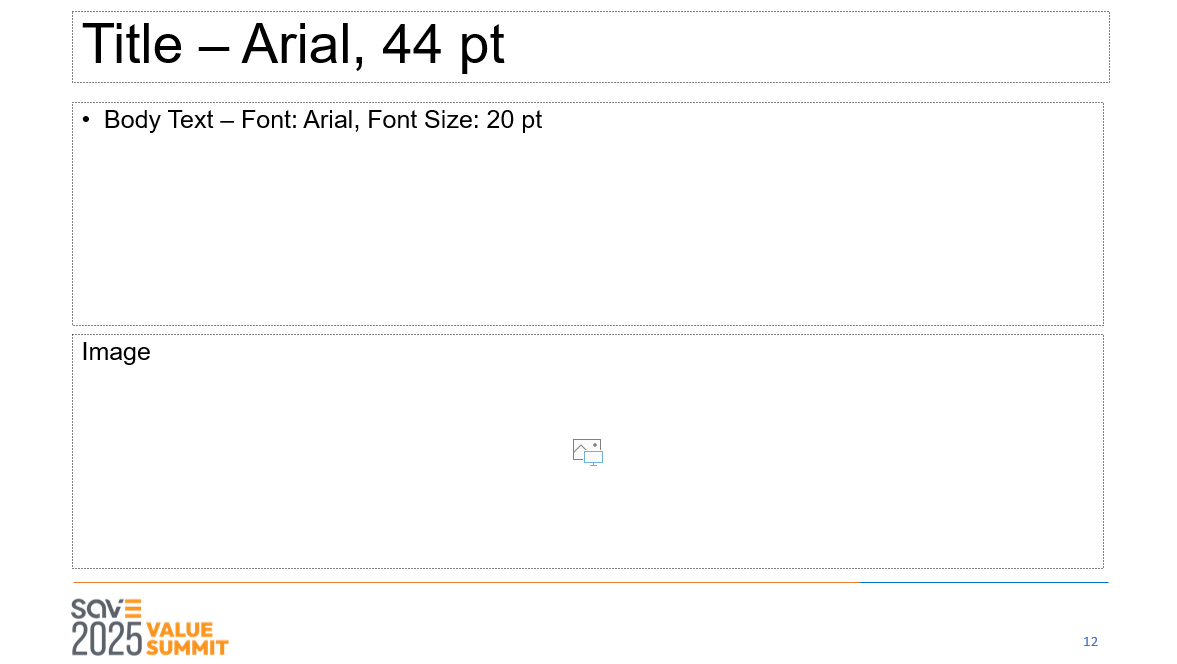 Title – Arial, 44 pt
• Body Text – Font: Arial, Font Size: 20 pt
Image
SAVE
2025 VALUE
SUMMIT
12